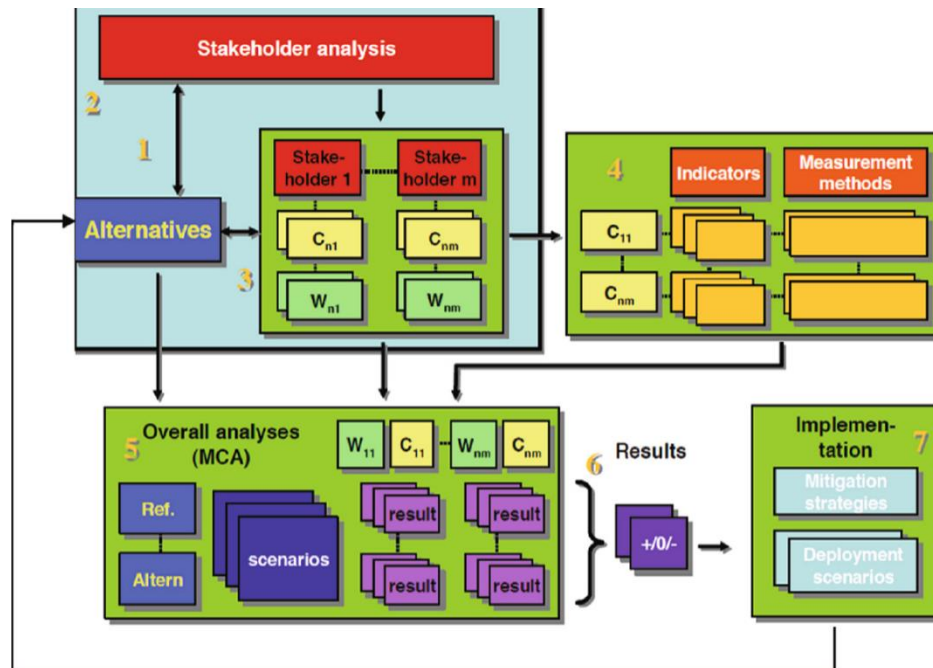 Stakeholder analysis
2
1
Stake-
holder 1
Stake-
holder m
4
Indicators
Measurement
methods
Alternatives
3
Cn1
Cnm
C11
Wn1
Wnm
Cnm
5
Overall analyses
(MCA)
W11
C11
Wnm
Cnm
6
Results
Implemen-
tation
7
Ref.
scenarios
result
result
+/0/-
Mitigation
strategies
Altern
result
result
Deployment
scenarios